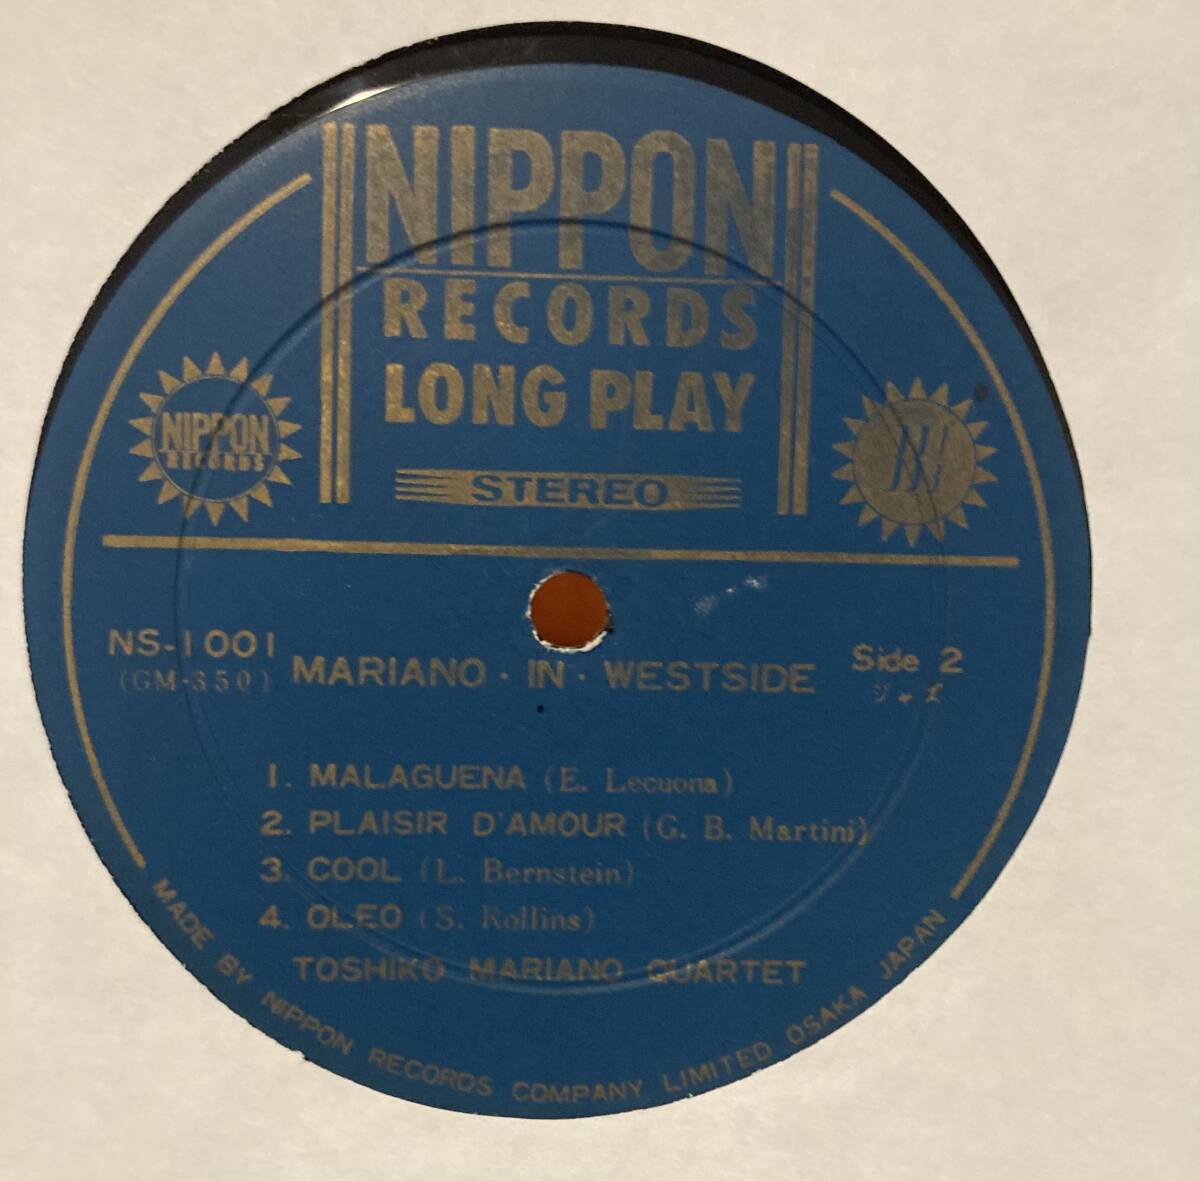 NIPPON
RECORDS
LONG PLAY
STEREO
NIPPON
RECORDS
NS-1001
(GM-350)
MARIANO · IN · WESTSIDE
Side 2
1. MALAGUENA (E. Lecuona)
2. PLAISIR D'AMOUR (G. B. Martini)
3. COOL (L. Bernstein)
4. OLEO (S. Rollins)
TOSHIKO MARIANO QUARTET
MADE BY NIPPON RECORDS COMPANY LIMITED OSAKA JAPAN